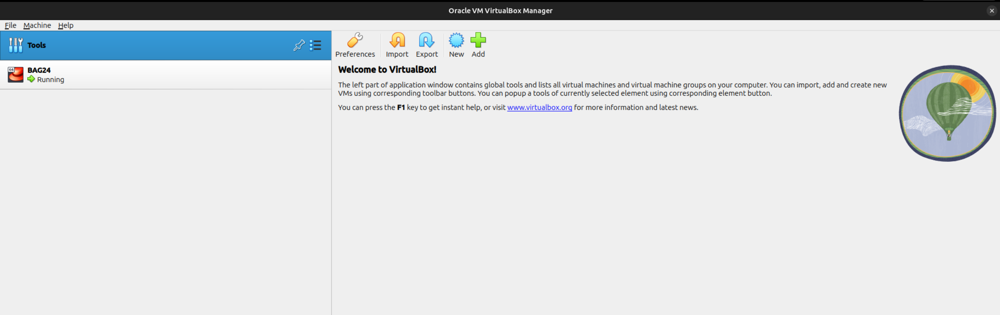 Oracle VM VirtualBox Manager
File Machine Help
Tools
Preferences Import Export New Add
64
BAG24
Running
Welcome to VirtualBox!
The left part of application window contains global tools and lists all virtual machines and virtual machine groups on your computer. You can import, add and create new
VMs using corresponding toolbar buttons. You can popup a tools of currently selected element using corresponding element button.
You can press the F1 key to get instant help, or visit www.virtualbox.org for more information and latest news.